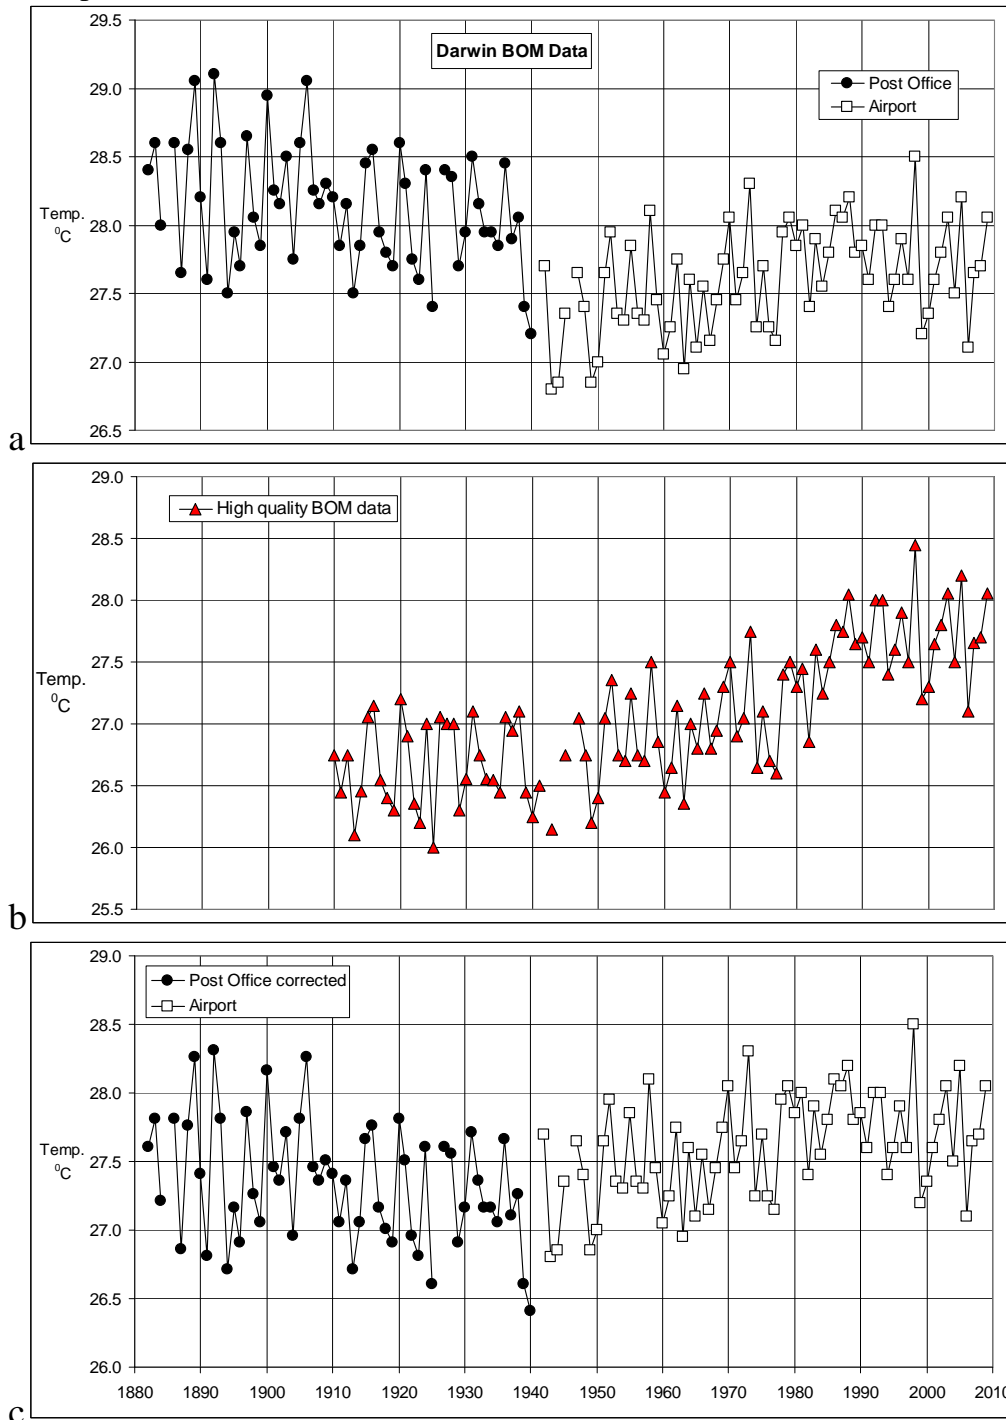 29.5
Darwin BOM Data
29.0
Post Office
Airport
28.5
28.0
Temp.
⁰C
27.5
27.0
26.5
a
29.0
High quality BOM data
28.5
28.0
27.5
Temp.
⁰C
27.0
26.5
26.0
25.5
b
29.0
Post Office corrected
Airport
28.5
28.0
Temp.
⁰C
27.5
27.0
26.5
26.0
1880 1890 1900 1910 1920 1930 1940 1950 1960 1970 1980 1990 2000
c